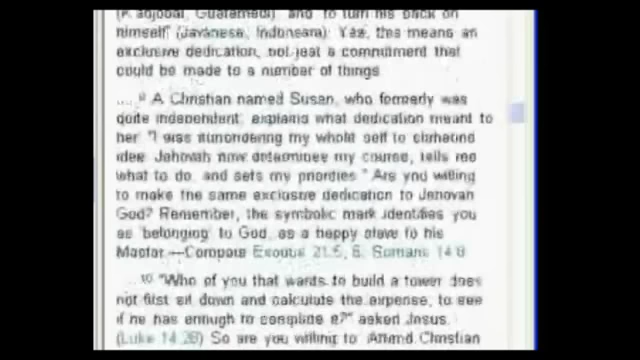 (K'adjobal, Guatemala) and to turn his back on
himself" (Javanese, Indonesia) Yes, this means an
exclusive dedication, not just a commitment that
could be made to a number of things
.... A Christian named Susan, who formerly was
quite independent, explains what dedication meant to
her "I was surrendering my whole self to
Jehovah now determines my course, tells me
what to do and sets my priorities " Are you willing
to make the same exclusive dedication to Jehovah
God? Remember, the symbolic mark identifies you
as 'belonging' to God, as a happy slave to his
Master —Compare Exodus 21:5, 6, Romans 14:8
10 "Who of you that wants to build a tower does
not first sit down and calculate the expense, to see
if he has enough to complete it?" asked Jesus.
(Luke 14:28) So are you willing to Attend Christian